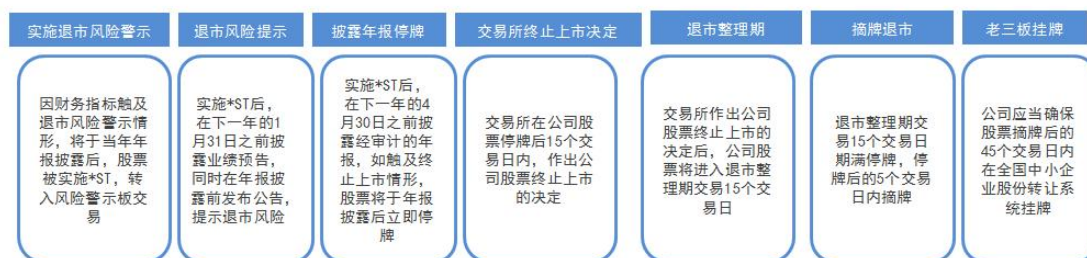 实施退市风险警示
退市风险提示
披露年报停牌
交易所终止上市决定
退市整理期
摘牌退市
老三板挂牌
因财务指标触及
退市风险警示情
形，将于当年年
报披露后，股票
被实施*ST，转
入风险警示板交
易
实施*ST后，
在下一年的1
月31日之前披
露业绩预告，
同时在年报披
露前发布公告，
提示退市风险
实施*ST后，
在下一年的4
月30日之前披
露经审计的年
报，如触及终
止上市情形，
股票将于年报
披露后立即停
牌
交易所在公司股
票停牌后15个交
易日内，作出公
司股票终止上市
的决定
交易所作出公司
股票终止上市的
决定后，公司股
票将进入退市整
理期交易15个交
易日
退市整理期交
易15个交易日
期满停牌，停
牌后的5个交易
日内摘牌
公司应当确保
股票摘牌后的
45个交易日内
在全国中小企
业股份转让系
统挂牌